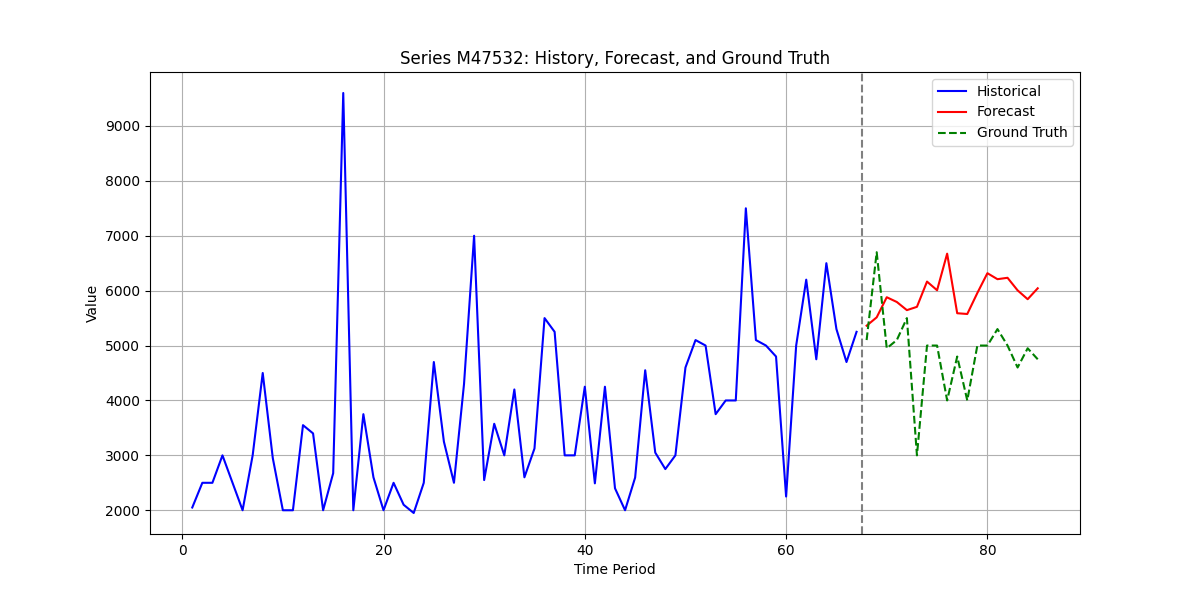 Series M47532: History, Forecast, and Ground Truth
Historical
Forecast
Ground Truth
9000
8000
7000
6000
5000
4000
3000
2000
Value
0 20 40 60 80
Time Period